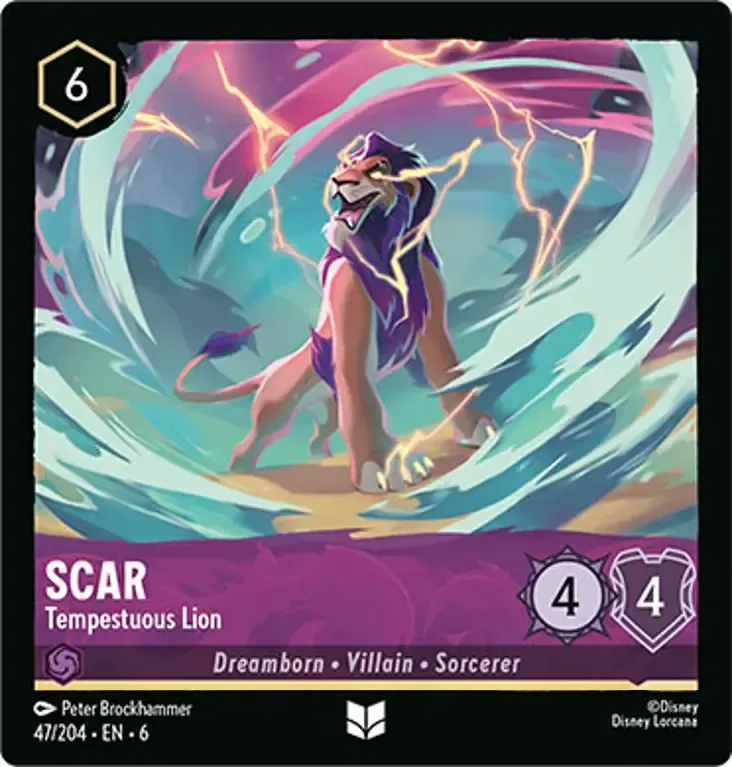 6
SCAR
Tempestuous Lion
4
4
Dreamborn • Villain • Sorcerer
Peter Brockhammer
47/204 • EN • 6
©Disney
Disney Lorcana